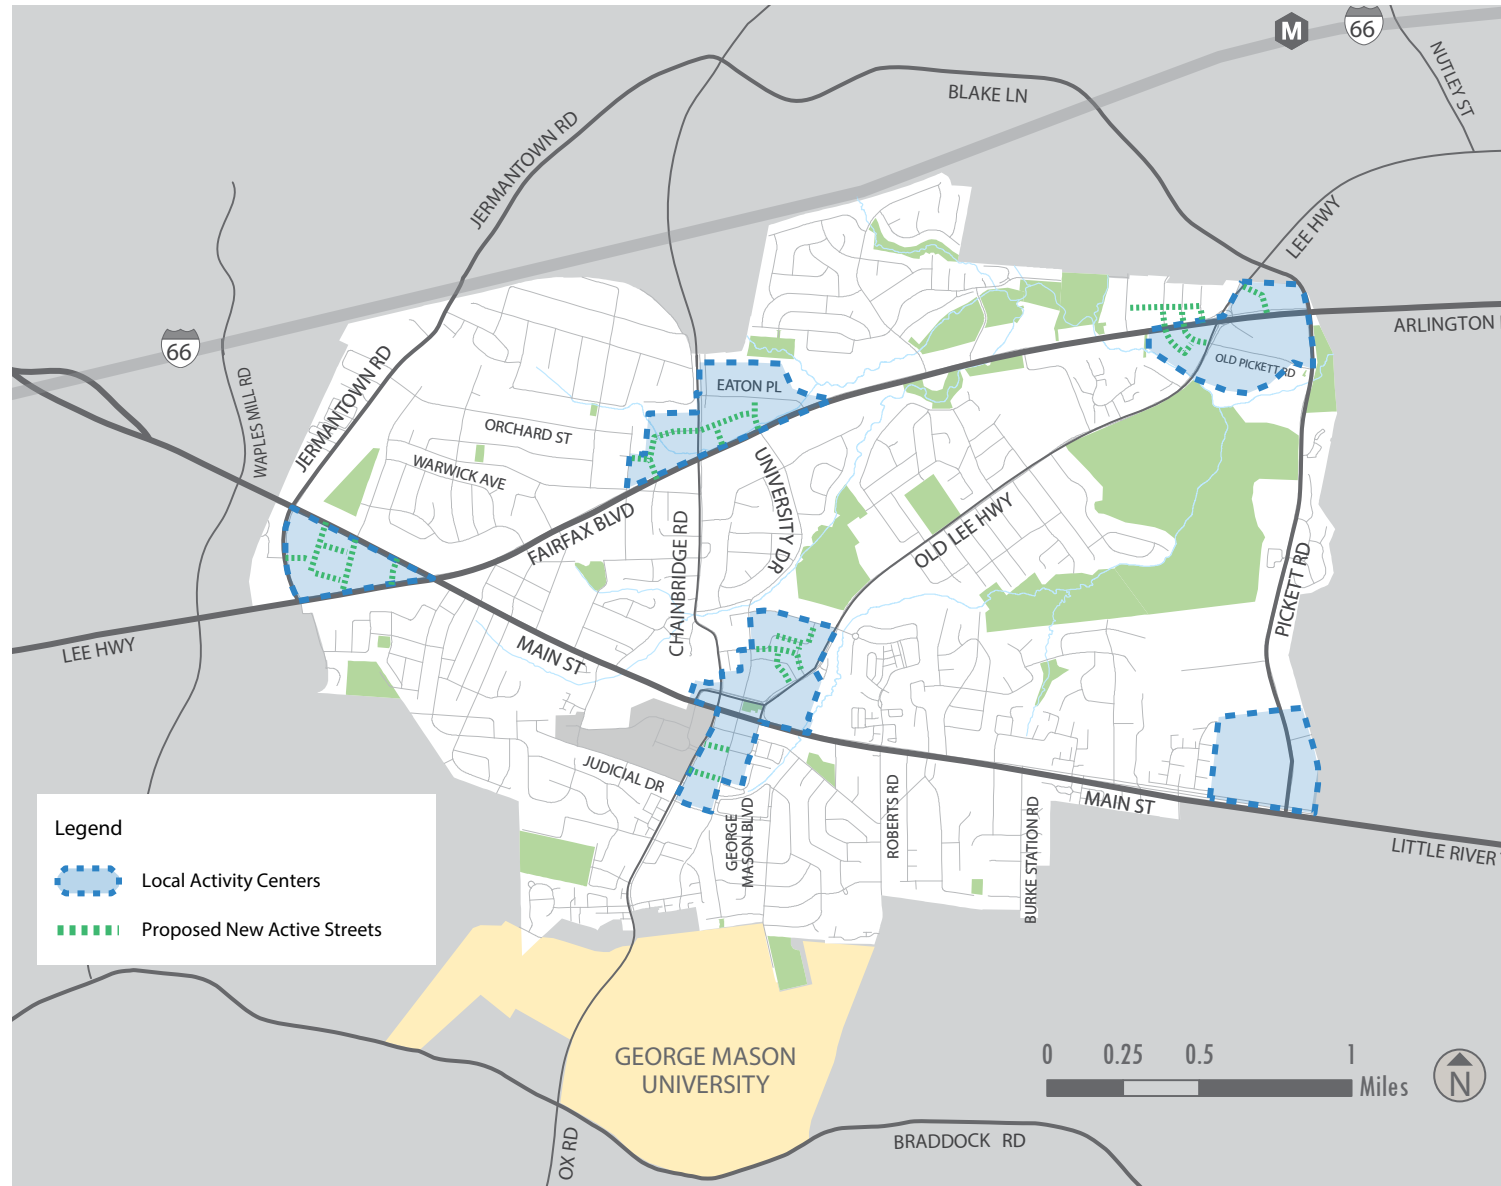 M
66
NUTLEY ST
BLAKE LN
JERMANTOWN RD
LEE HWY
ARLINGTON
66
JERMANTOWN RD
WAPLES MILL RD
OLD PICKETT RD
EATON PL
ORCHARD ST
WARWICK AVE
UNIVERSITY DR
FAIRFAX BLVD
CHAINBRIDGE RD
OLD LEE HWY
PICKETT RD
LEE HWY
MAIN ST
JUDICIAL DR
GEORGE
MASON BLVD
ROBERTS RD
BURKE STATION RD
MAIN ST
LITTLE RIVER
Legend
Local Activity Centers
Proposed New Active Streets
GEORGE MASON
UNIVERSITY
0 0.25 0.5 1
Miles
N
OX RD
BRADDOCK RD